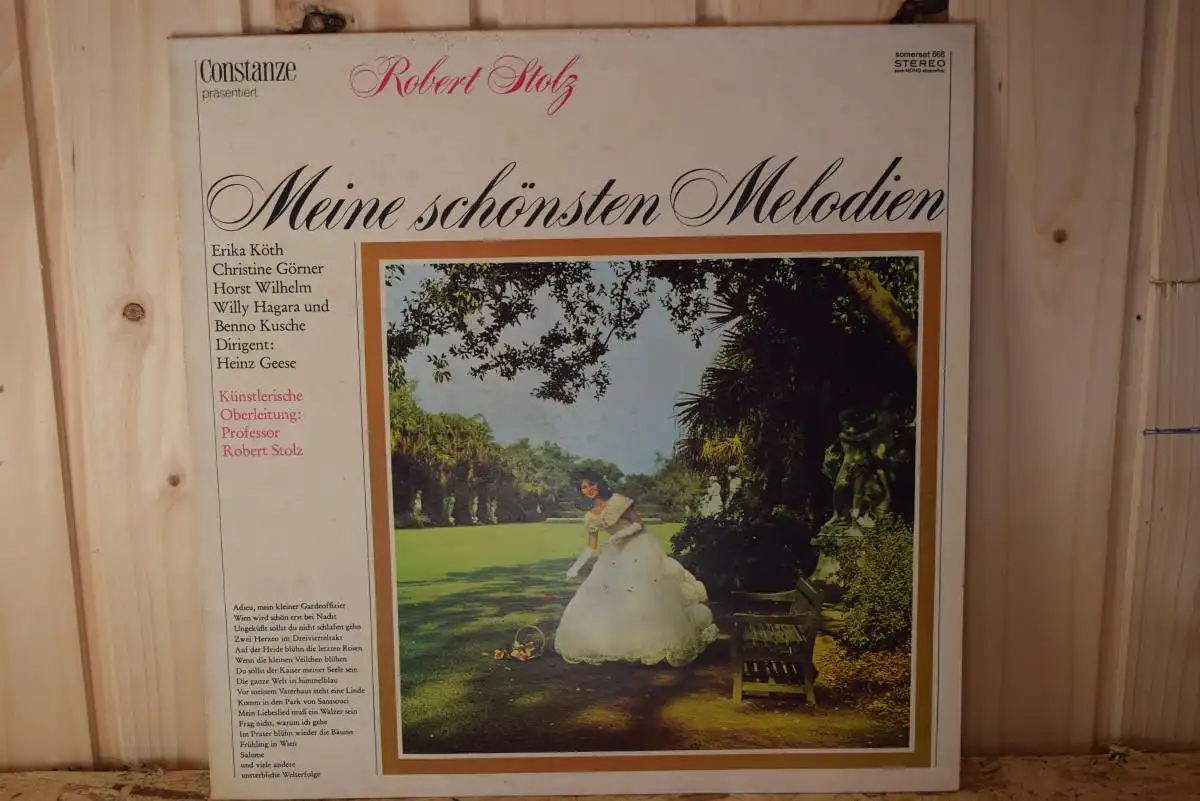 Constanze
präsentiert
Robert Stolz
somerset 668
STEREO
auch MONO abspielbar
Meine schönsten Melodien
Erika Köth
Christine Görner
Horst Wilhelm
Willy Hagara und
Benno Kusche
Dirigent:
Heinz Geese
Künstlerische
Oberleitung:
Professor
Robert Stolz
Adieu, mein kleiner Gardeoffizier
Wien wird schön erst bei Nacht
Ungeküßt sollst du nicht schlafen gehn
Zwei Herzen im Dreivierteltakt
Auf der Heide blühn die letzten Rosen
Wenn die kleinen Veilchen blühen
Du sollst der Kaiser meiner Seele sein
Die ganze Welt ist himmelblau
Vor meinem Vaterhaus steht eine Linde
Komm in den Park von Sanssouci
Mein Liebeslied muß ein Walzer sein
Frag nicht, warum ich gehe
Im Prater blühn wieder die Bäume
Frühling in Wien
Salome
und viele andere
unsterbliche Welterfolge